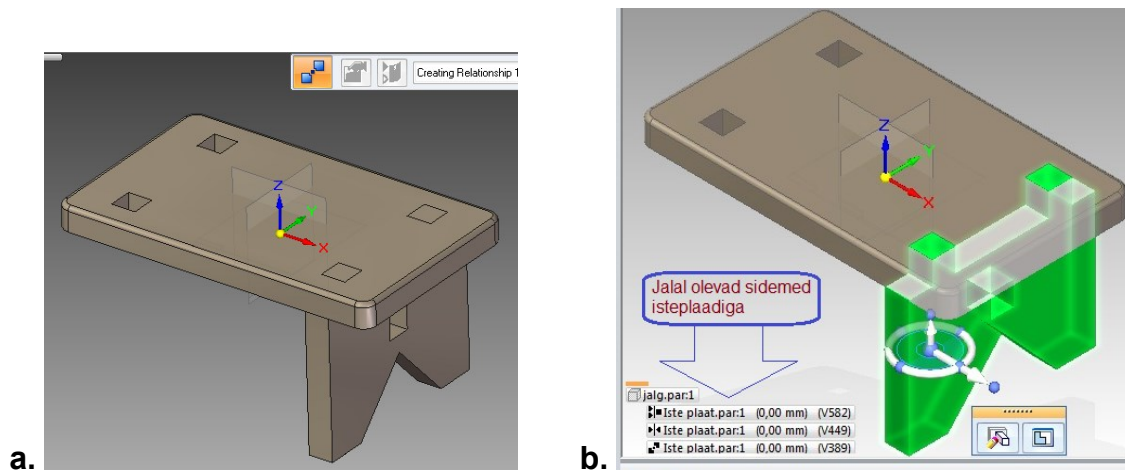 Creating Relationship 1
Z
Y
X
a.
Z
Y
X
Jalal olevad sidemed
isteplaadiga
jalg.par:1
Iste plaat.par:1 (0,00 mm) (V582)
Iste plaat.par:1 (0,00 mm) (V449)
Iste plaat.par:1 (0,00 mm) (V389)
b.